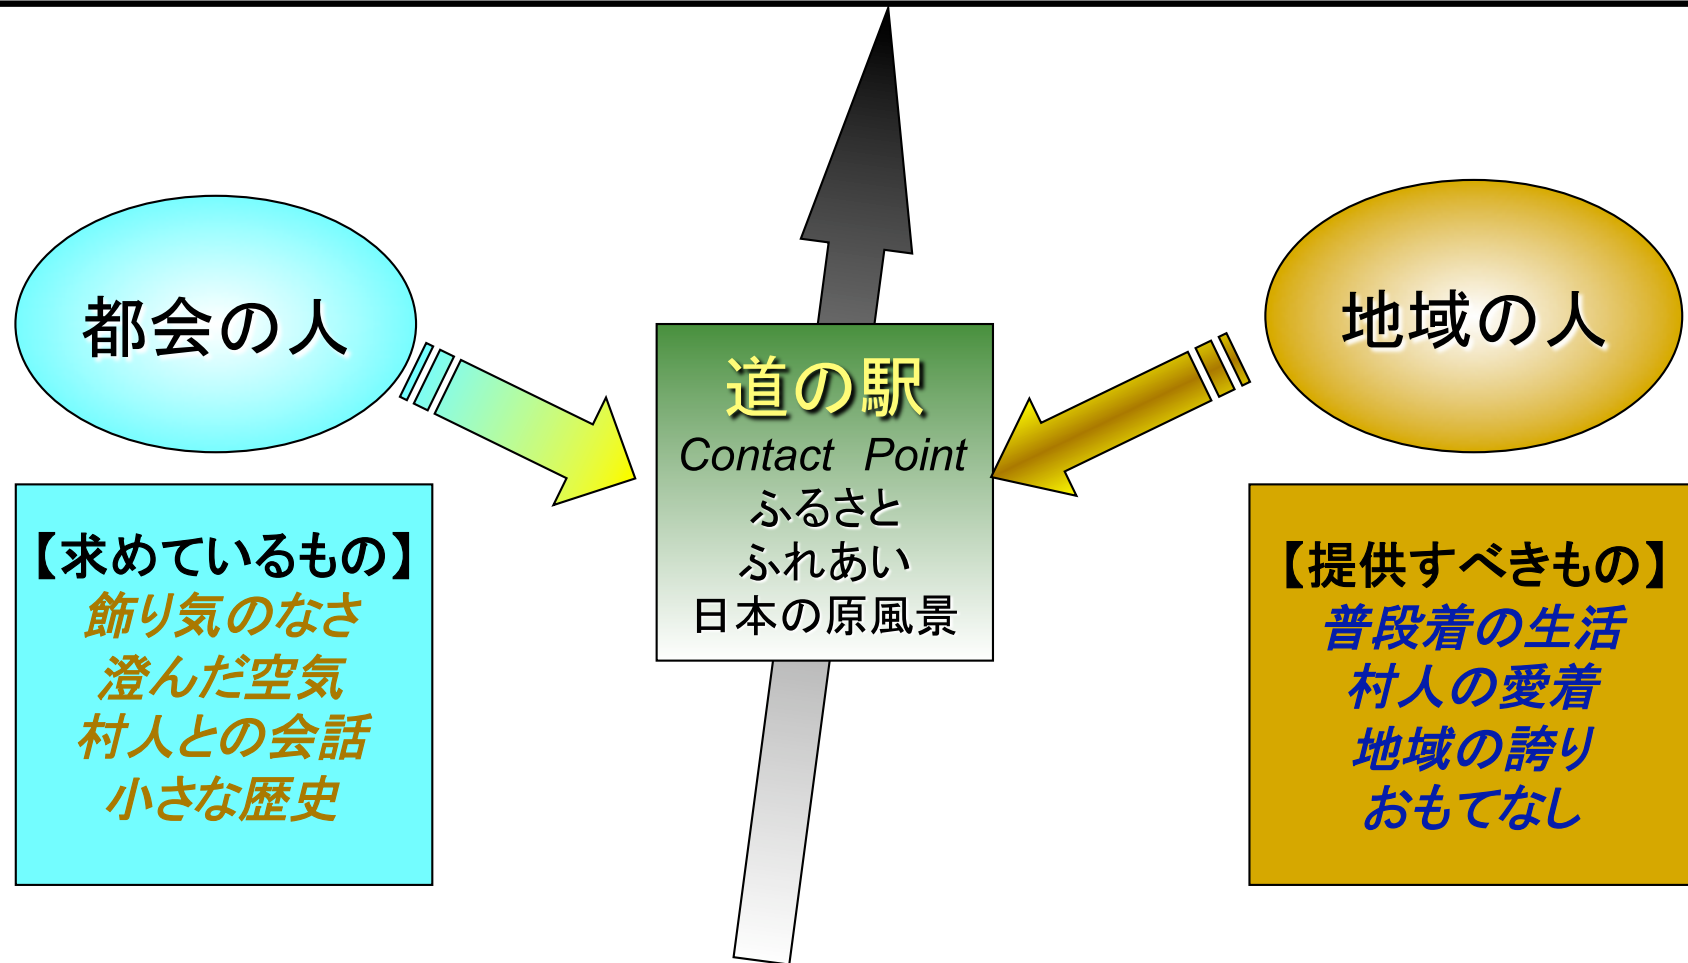 都会の人
【求めているもの】
飾り気のなさ
澄んだ空気
村人との会話
小さな歴史
道の駅
Contact Point
ふるさと
ふれあい
日本の原風景
地域の人
【提供すべきもの】
普段着の生活
村人の愛着
地域の誇り
おもてなし